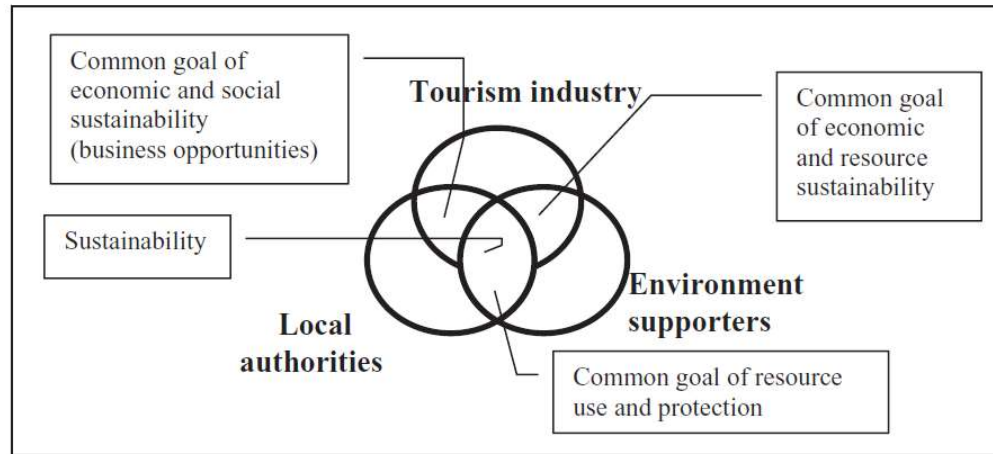 Common goal of
economic and social
sustainability
(business opportunities)
Tourism industry
Common goal
of economic
and resource
sustainability
Sustainability
Local
authorities
Environment
supporters
Common goal of resource
use and protection